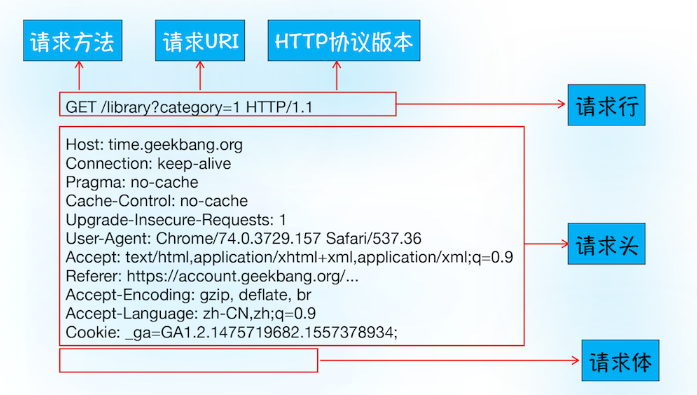 请求方法
请求URI
HTTP协议版本
GET /library?category=1 HTTP/1.1
请求行
Host: time.geekbang.org
Connection: keep-alive
Pragma: no-cache
Cache-Control: no-cache
Upgrade-Insecure-Requests: 1
User-Agent: Chrome/74.0.3729.157 Safari/537.36
Accept: text/html,application/xhtml+xml,application/xml;q=0.9
Referer: https://account.geekbang.org/...
Accept-Encoding: gzip, deflate, br
Accept-Language: zh-CN,zh;q=0.9
Cookie: _ga=GA1.2.1475719682.1557378934;
请求头
请求体